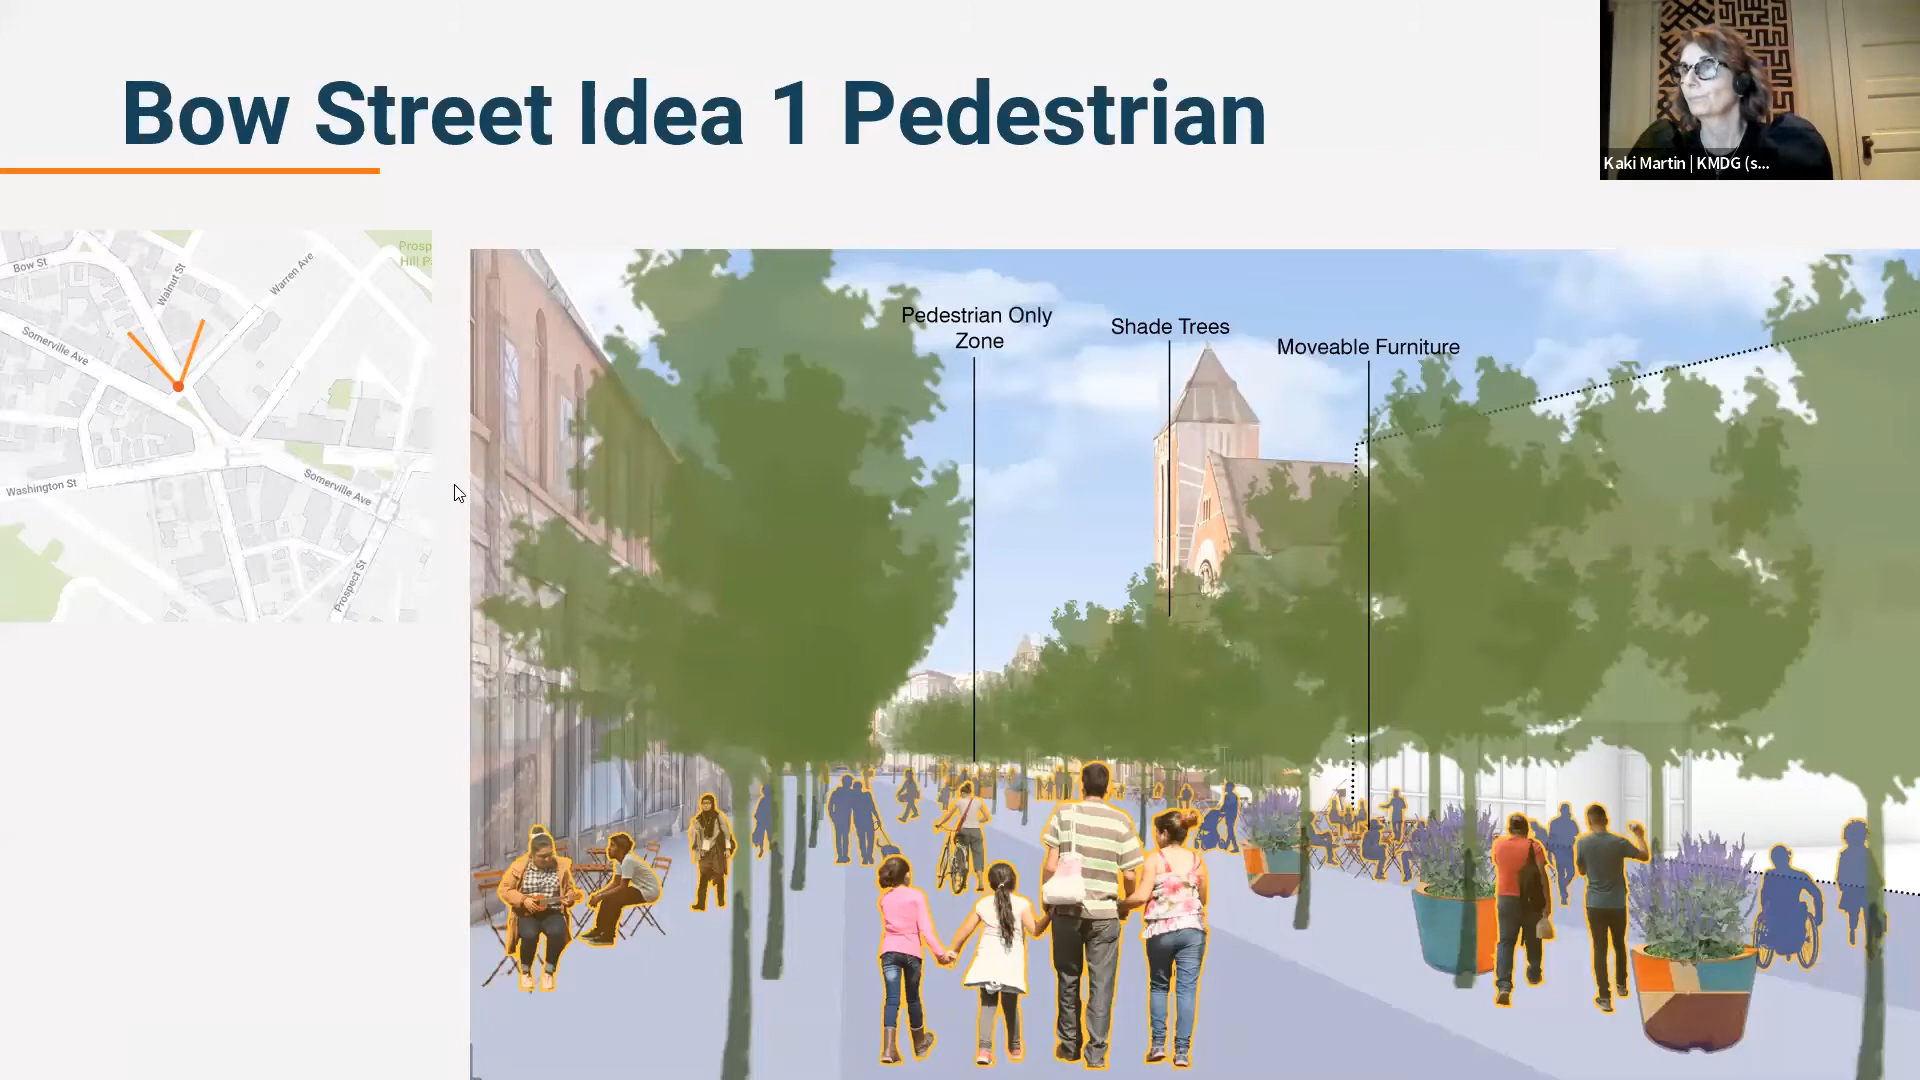 Bow Street Idea 1 Pedestrian
Kaki Martin | KMDG (s...
Prosp
Hill P
Bow St
Walnut St
Warren Ave
Somerville Ave
Washington St
Somerville Ave
Prospect St
Pedestrian Only
Zone
Shade Trees
Moveable Furniture